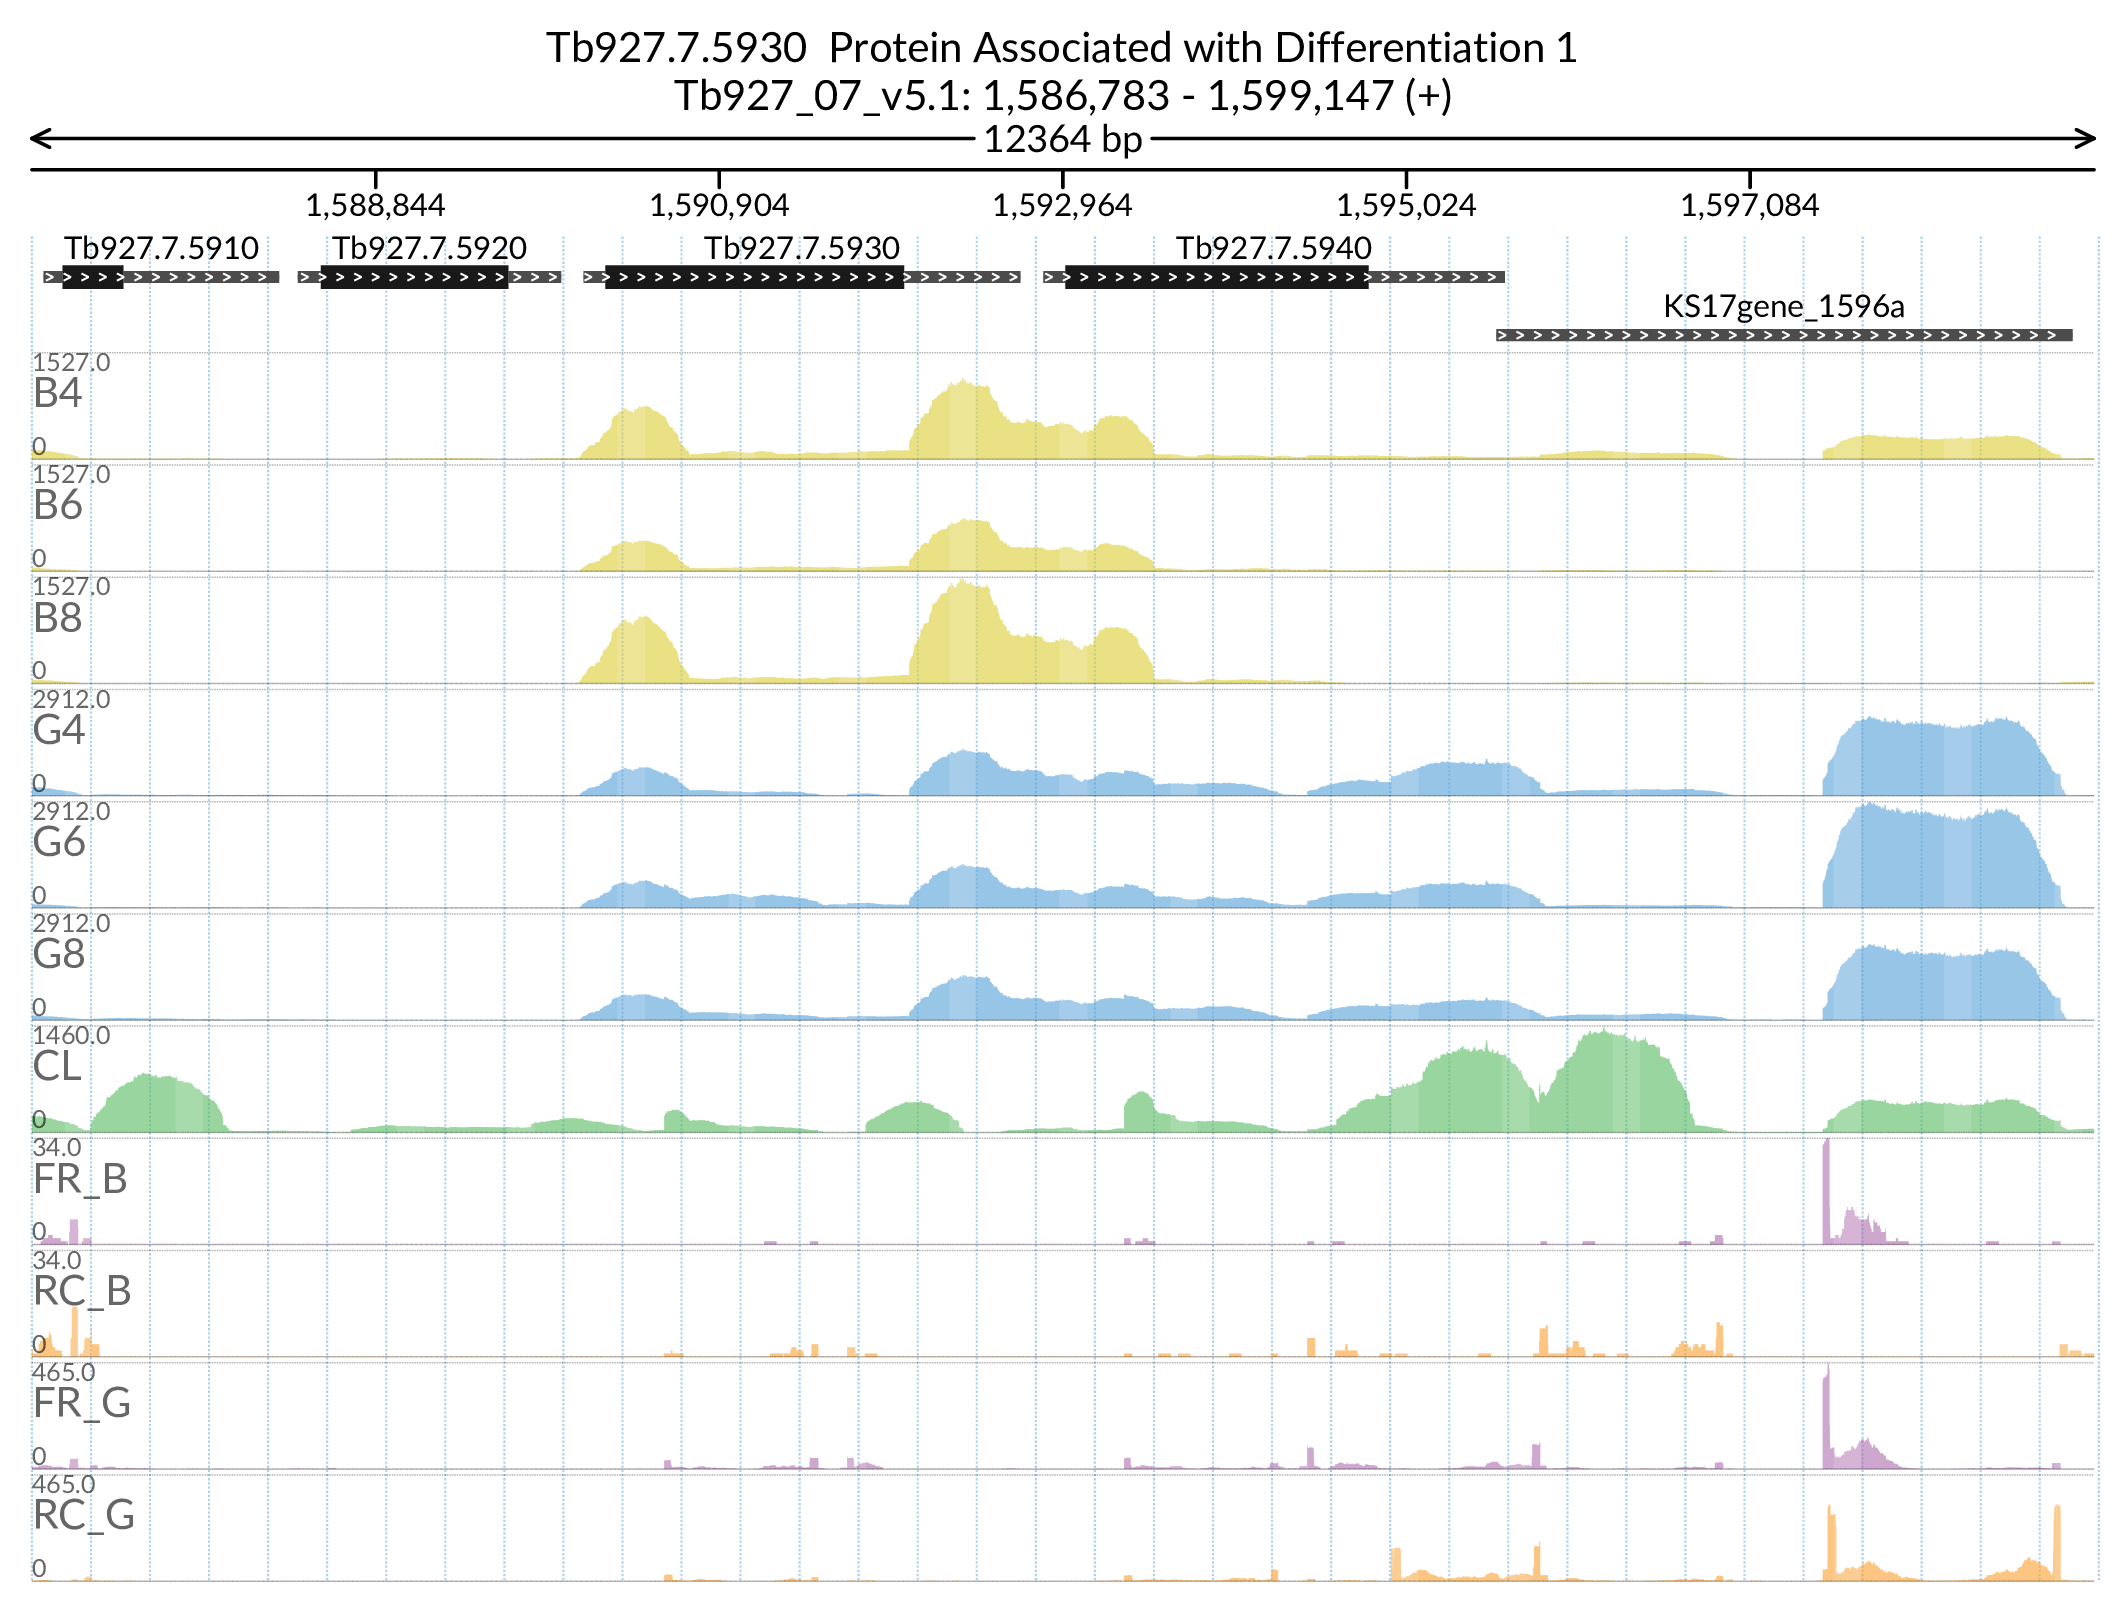 Tb927.7.5930 Protein Associated with Differentiation 1
Tb927_07_v5.1: 1,586,783 - 1,599,147 (+)
12364 bp
1,588,844 1,590,904 1,592,964 1,595,024 1,597,084
Tb927.7.5910 Tb927.7.5920 Tb927.7.5930 Tb927.7.5940
KS17gene_1596a
1527.0
B4
0
1527.0
B6
0
1527.0
B8
0
2912.0
G4
0
2912.0
G6
0
2912.0
G8
0
1460.0
CL
0
34.0
FR_B
0
34.0
RC_B
0
465.0
FR_G
0
465.0
RC_G
0